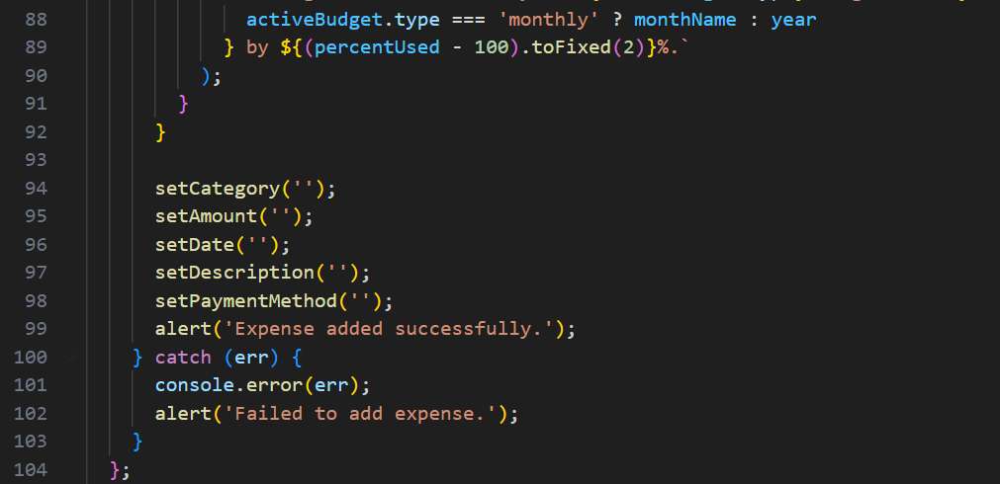 88 activeBudget.type === 'monthly' ? monthName : year
89 } by ${(percentUsed - 100).toFixed(2)}%.`
90 );
91 }
92 }
93
94 setCategory('');
95 setAmount('');
96 setDate('');
97 setDescription('');
98 setPaymentMethod('');
99 alert('Expense added successfully.');
100 } catch (err) {
101 console.error(err);
102 alert('Failed to add expense.');
103 }
104 };